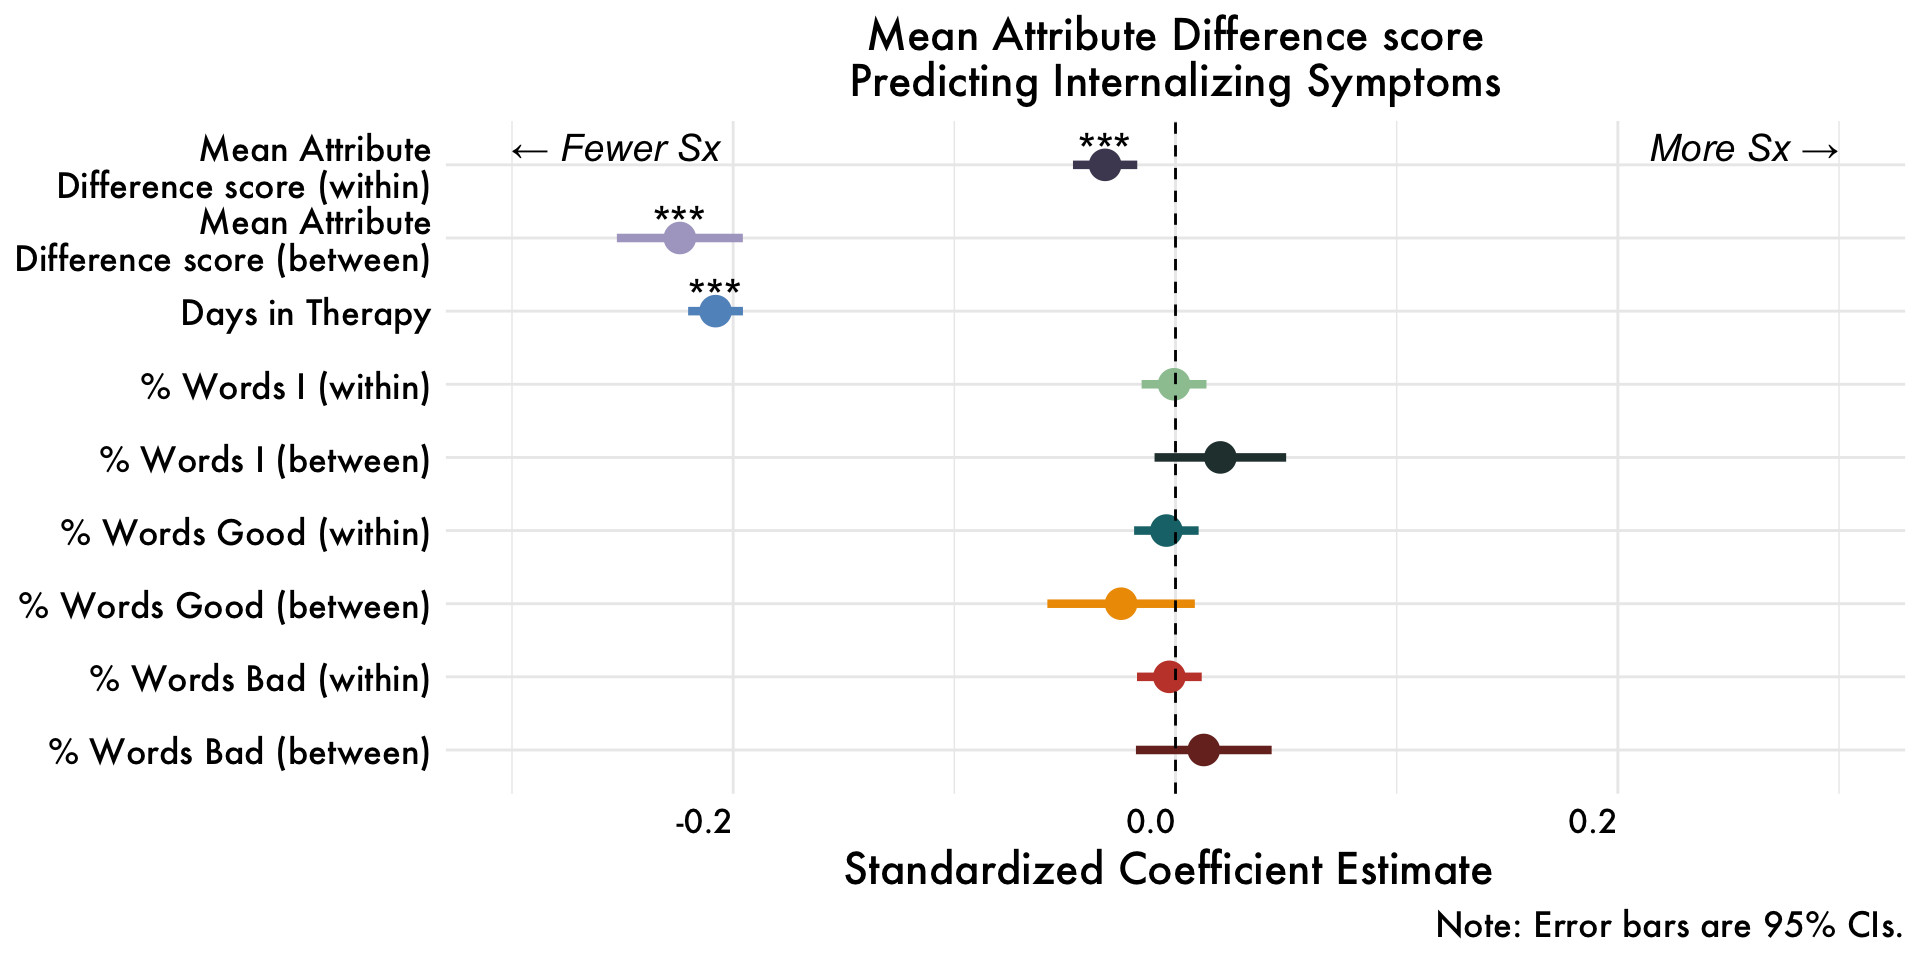 Mean Attribute Difference score
Predicting Internalizing Symptoms
Mean Attribute
Difference score (within)
← Fewer Sx
***
More Sx →
Mean Attribute
Difference score (between)
***
Days in Therapy
***
% Words I (within)
% Words I (between)
% Words Good (within)
% Words Good (between)
% Words Bad (within)
% Words Bad (between)
-0.2
0.0
0.2
Standardized Coefficient Estimate
Note: Error bars are 95% CIs.